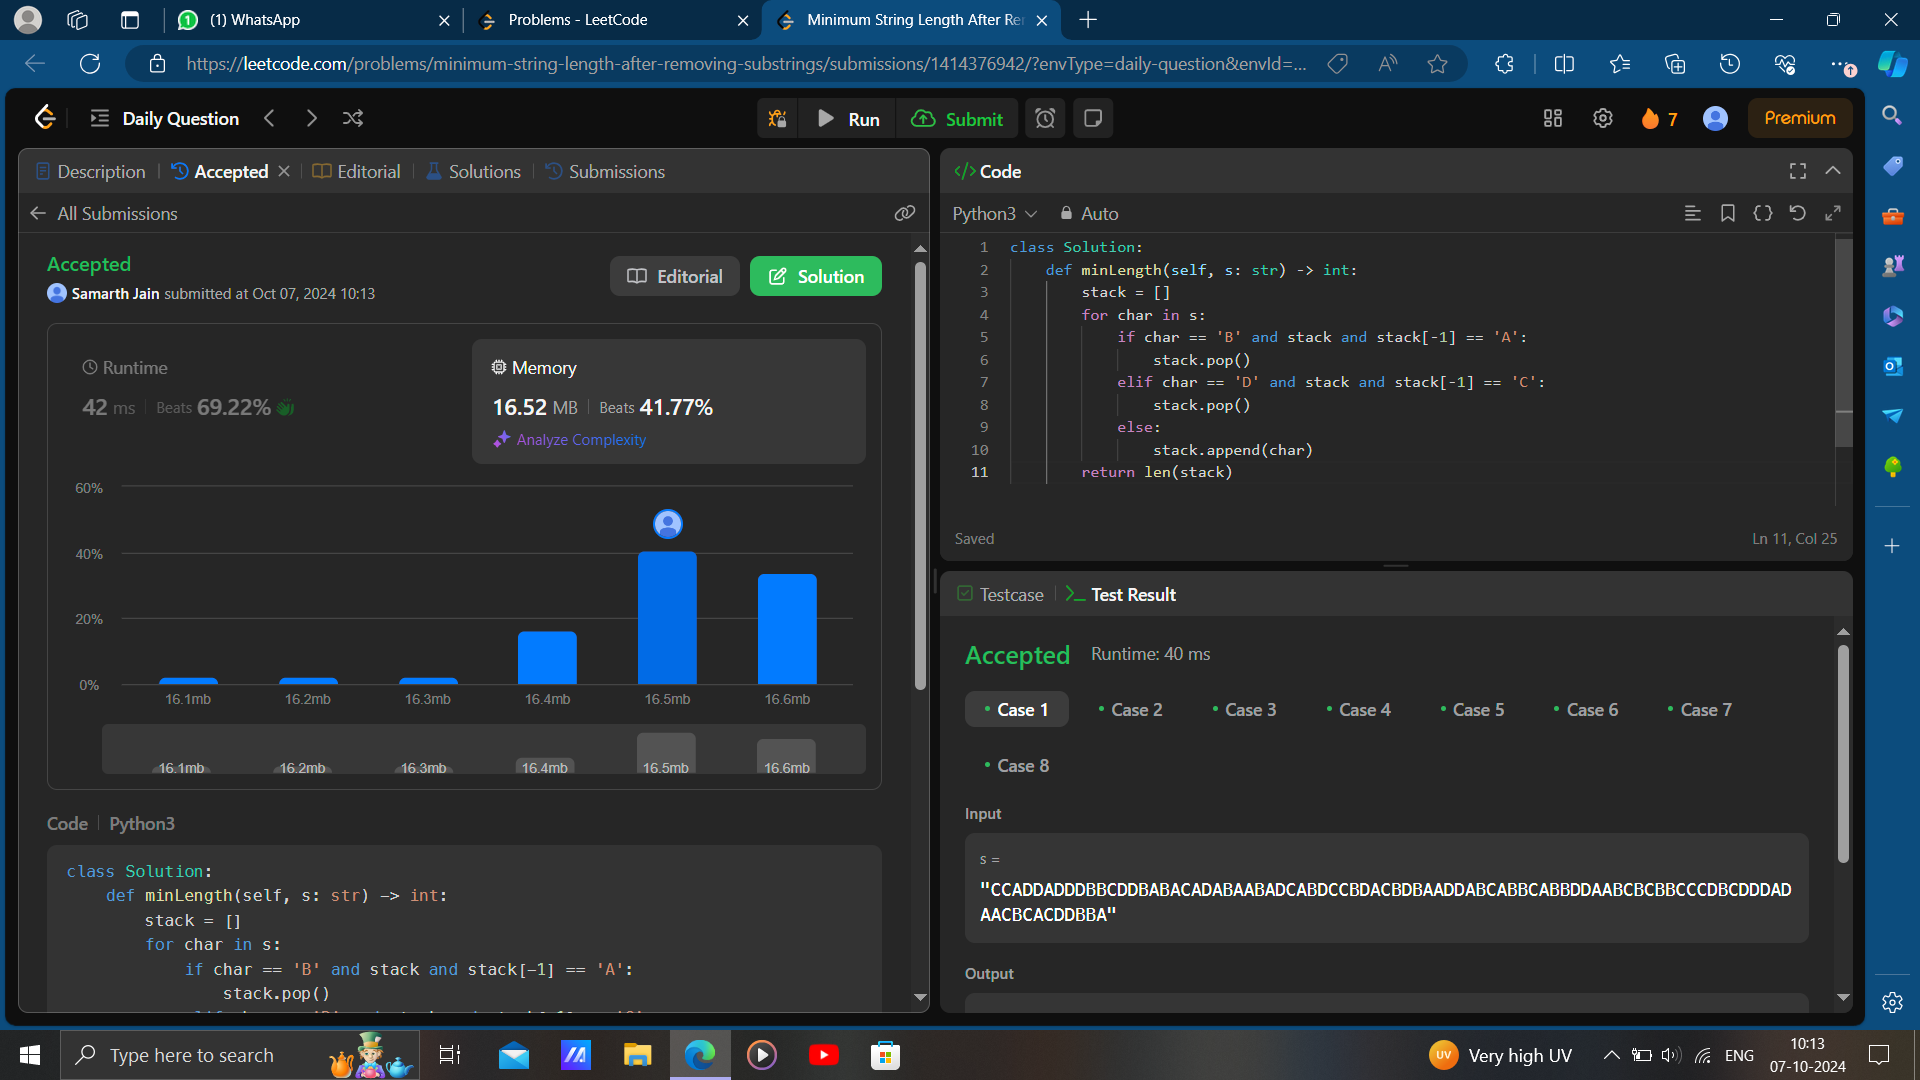 (1) WhatsApp
Problems - LeetCode
Minimum String Length After Re
https://leetcode.com/problems/minimum-string-length-after-removing-substrings/submissions/1414376942/?envType=daily-question&envId=...
Daily Question
Run
Submit
7
Premium
Description
Accepted
Editorial
Solutions
Submissions
All Submissions
Accepted
Samarth Jain submitted at Oct 07, 2024 10:13
Editorial
Solution
Runtime
42 ms
Beats 69.22%
Memory
16.52 MB
Beats 41.77%
Analyze Complexity
60%
40%
20%
0%
16.1mb 16.2mb 16.3mb 16.4mb 16.5mb 16.6mb
16.1mb 16.2mb 16.3mb 16.4mb 16.5mb 16.6mb
Code
Python3
class Solution:
def minLength(self, s: str) -> int:
stack = []
for char in s:
if char == 'B' and stack and stack[-1] == 'A':
stack.pop()
</> Code
Python3
Auto
1 class Solution:
2 def minLength(self, s: str) -> int:
3 stack = []
4 for char in s:
5 if char == 'B' and stack and stack[-1] == 'A':
6 stack.pop()
7 elif char == 'D' and stack and stack[-1] == 'C':
8 stack.pop()
9 else:
10 stack.append(char)
11 return len(stack)
Saved
Ln 11, Col 25
Testcase
Test Result
Accepted
Runtime: 40 ms
Case 1
Case 2
Case 3
Case 4
Case 5
Case 6
Case 7
Case 8
Input
s =
"CCADDADDDBBCDDBABACADABAABADCABDCCBDACBDBAADDABCABBCABBDDAABCBCBBCCCDBCDDDAD
AACBCACDDBBA"
Output
Type here to search
UV
Very high UV
ENG
10:13
07-10-2024